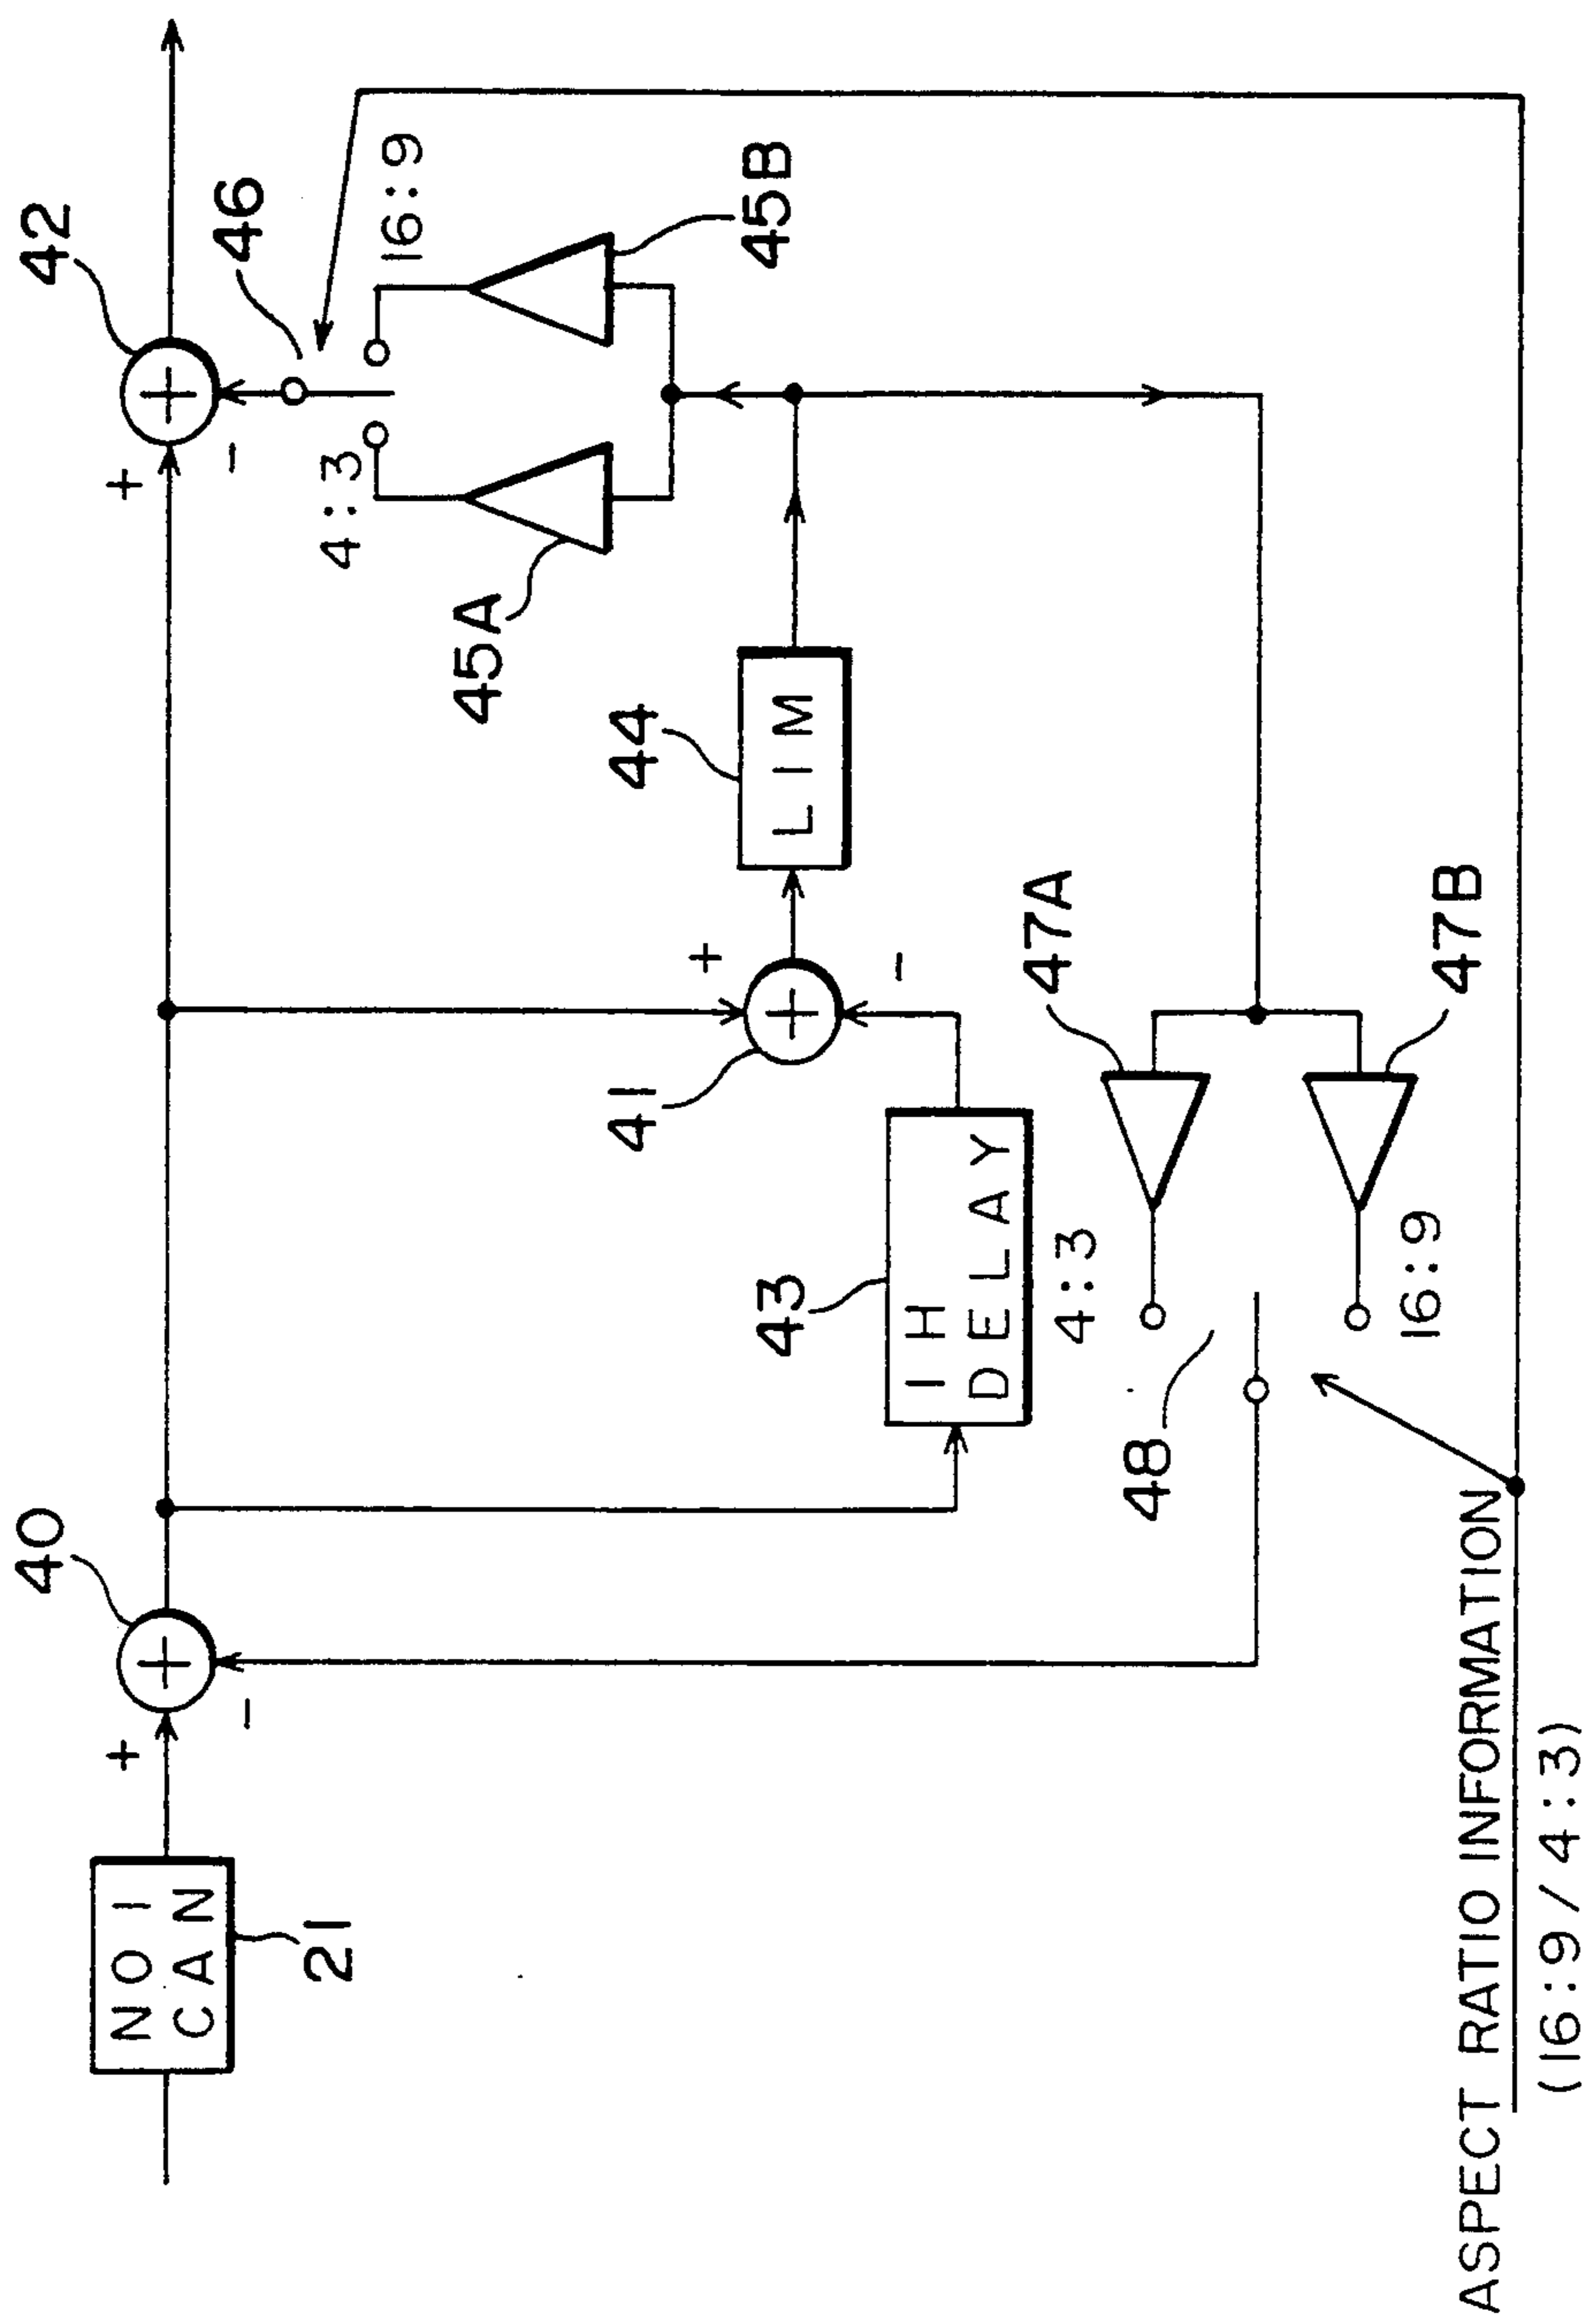 42
46
16:9
40
4:3
45B
45A
NOI
CAN
21
44
LIM
41
43
1H
DELAY
47A
4:3
48
47B
16:9
ASPECT RATIO INFORMATION
(16:9/4:3)
+
-
+
-
+
-